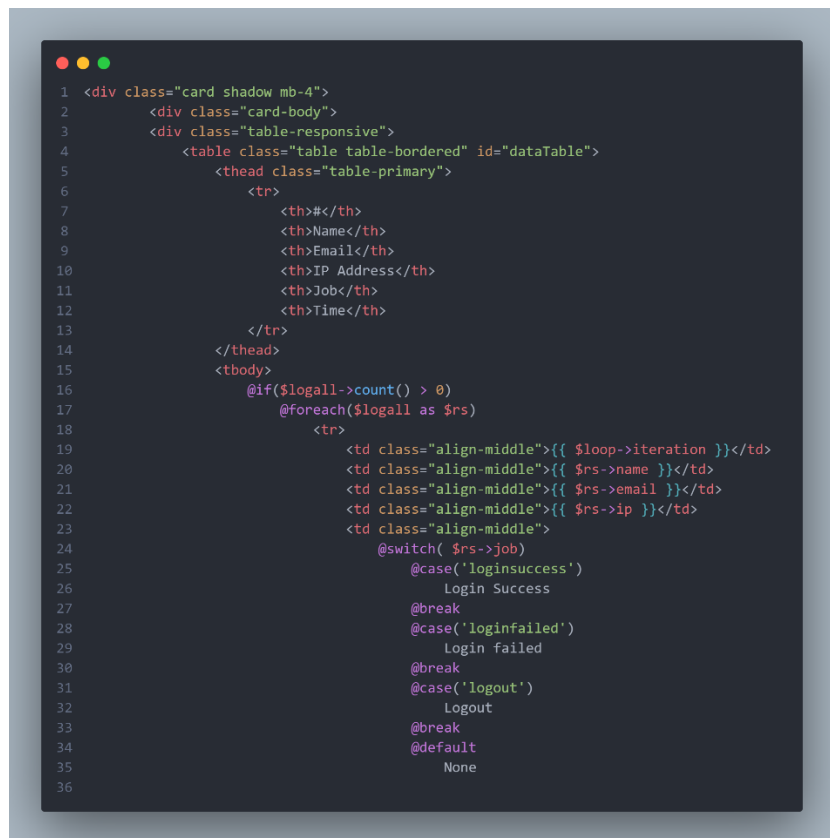 1 <div class="card shadow mb-4">
2         <div class="card-body">
3         <div class="table-responsive">
4             <table class="table table-bordered" id="dataTable">
5                 <thead class="table-primary">
6                     <tr>
7                         <th>#</th>
8                         <th>Name</th>
9                         <th>Email</th>
10                         <th>IP Address</th>
11                         <th>Job</th>
12                         <th>Time</th>
13                     </tr>
14                 </thead>
15                 <tbody>
16                     @if($logall->count() > 0)
17                         @foreach($logall as $rs)
18                             <tr>
19                                 <td class="align-middle">{{ $loop->iteration }}</td>
20                                 <td class="align-middle">{{ $rs->name }}</td>
21                                 <td class="align-middle">{{ $rs->email }}</td>
22                                 <td class="align-middle">{{ $rs->ip }}</td>
23                                 <td class="align-middle">
24                                     @switch( $rs->job)
25                                         @case('loginsuccess')
26                                             Login Success
27                                         @break
28                                         @case('loginfailed')
29                                             Login failed
30                                         @break
31                                         @case('logout')
32                                             Logout
33                                         @break
34                                         @default
35                                             None
36